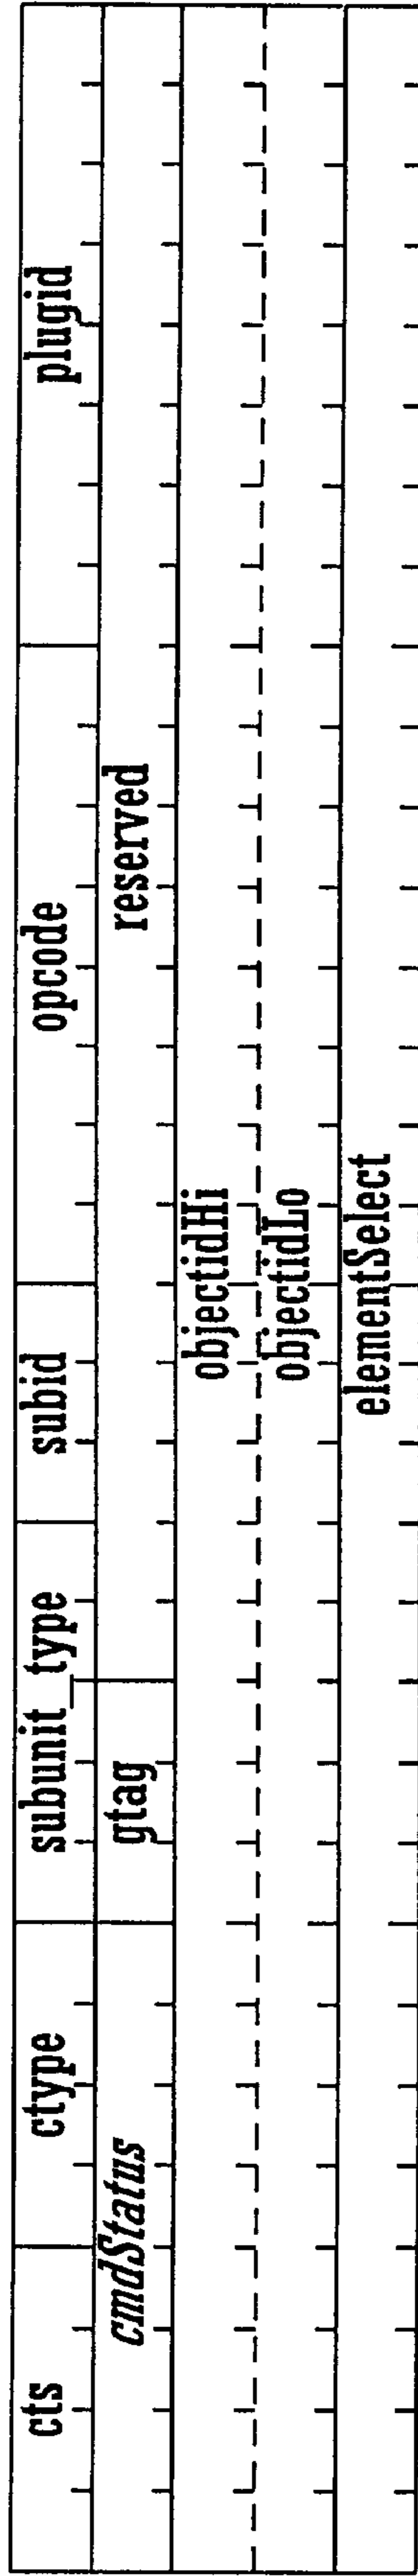 cts ctype subunit_type subid opcode plugid
cmdStatus gtag reserved
objectidHi
objectidLo
elementSelect